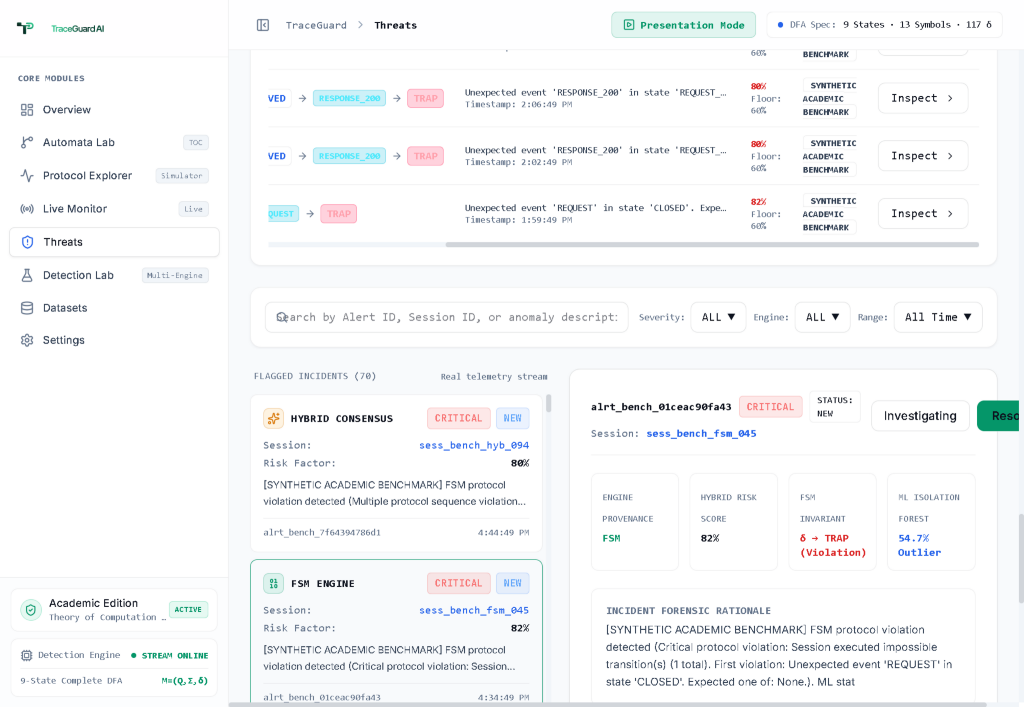 TraceGuard AI
TraceGuard > Threats
Presentation Mode
DFA Spec: 9 States · 13 Symbols · 117 δ
CORE MODULES
Overview
Automata Lab TOC
Protocol Explorer Simulator
Live Monitor Live
Threats
Detection Lab Multi-Engine
Datasets
Settings
Academic Edition
Theory of Computation … ACTIVE
Detection Engine STREAM ONLINE
9-State Complete DFA M=(Q,Σ,δ)
60% BENCHMARK
VED → RESPONSE_200 → TRAP
Unexpected event 'RESPONSE_200' in state 'REQUEST_…
Timestamp: 2:06:49 PM
80%
Floor:
60%
SYNTHETIC
ACADEMIC
BENCHMARK
Inspect >
VED → RESPONSE_200 → TRAP
Unexpected event 'RESPONSE_200' in state 'REQUEST_…
Timestamp: 2:02:49 PM
80%
Floor:
60%
SYNTHETIC
ACADEMIC
BENCHMARK
Inspect >
QUEST → TRAP
Unexpected event 'REQUEST' in state 'CLOSED'. Expe…
Timestamp: 1:59:49 PM
82%
Floor:
60%
SYNTHETIC
ACADEMIC
BENCHMARK
Inspect >
Search by Alert ID, Session ID, or anomaly descript:
Severity: ALL ▼ Engine: ALL ▼ Range: All Time ▼
FLAGGED INCIDENTS (70) Real telemetry stream
HYBRID CONSENSUS CRITICAL NEW
Session: sess_bench_hyb_094
Risk Factor: 80%
[SYNTHETIC ACADEMIC BENCHMARK] FSM protocol
violation detected (Multiple protocol sequence violation...
alrt_bench_7f64394786d1 4:44:49 PM
FSM ENGINE CRITICAL NEW
Session: sess_bench_fsm_045
Risk Factor: 82%
[SYNTHETIC ACADEMIC BENCHMARK] FSM protocol
violation detected (Critical protocol violation: Session...
alrt_bench_01ceac90fa43 4:34:49 PM
alrt_bench_01ceac90fa43 CRITICAL
STATUS:
NEW
Investigating
Reso
Session: sess_bench_fsm_045
ENGINE
PROVENANCE
FSM
HYBRID RISK
SCORE
82%
FSM
INVARIANT
δ → TRAP
(Violation)
ML ISOLATION
FOREST
54.7%
Outlier
INCIDENT FORENSIC RATIONALE
[SYNTHETIC ACADEMIC BENCHMARK] FSM protocol violation
detected (Critical protocol violation: Session executed impossible
transition(s) (1 total). First violation: Unexpected event 'REQUEST' in
state 'CLOSED'. Expected one of: None.). ML stat